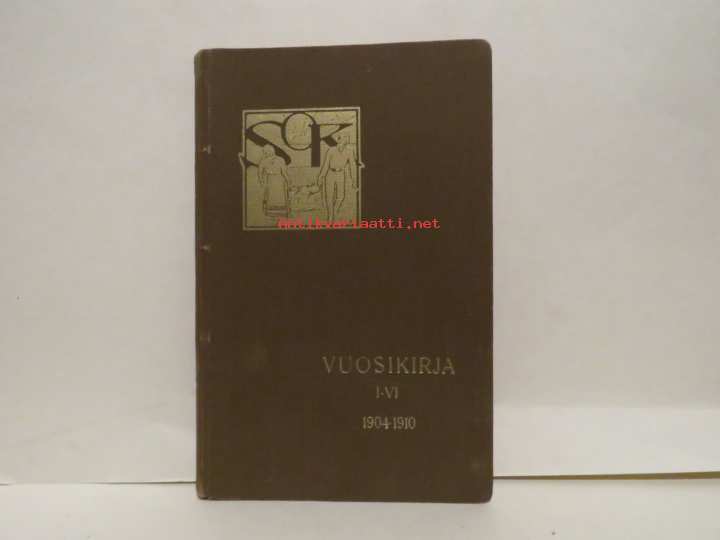 SOK
Antikvariaatti.net
VUOSIKIRJA
I-VI
1904-1910